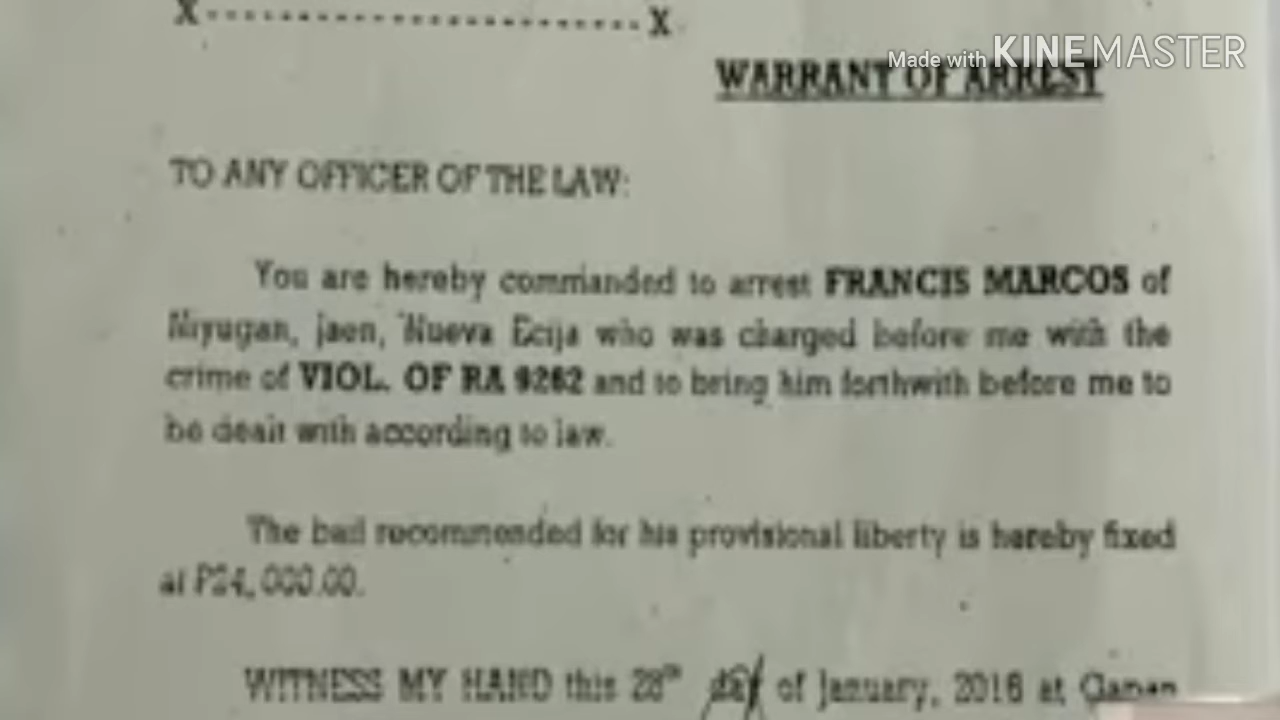 X-------------------------X
Made with KINEMASTER
WARRANT OF ARREST
TO ANY OFFICER OF THE LAW:
You are hereby commanded to arrest FRANCIS MARCOS of
Niyugan, jaen, Nueva Ecija who was charged before me with the
crime of VIOL. OF RA 9262 and to bring him forthwith before me to
be dealt with according to law.
The bail recommended for his provisional liberty is hereby fixed
at P24,000.00.
WITNESS MY HAND this 28th day of January, 2016 at Gapan